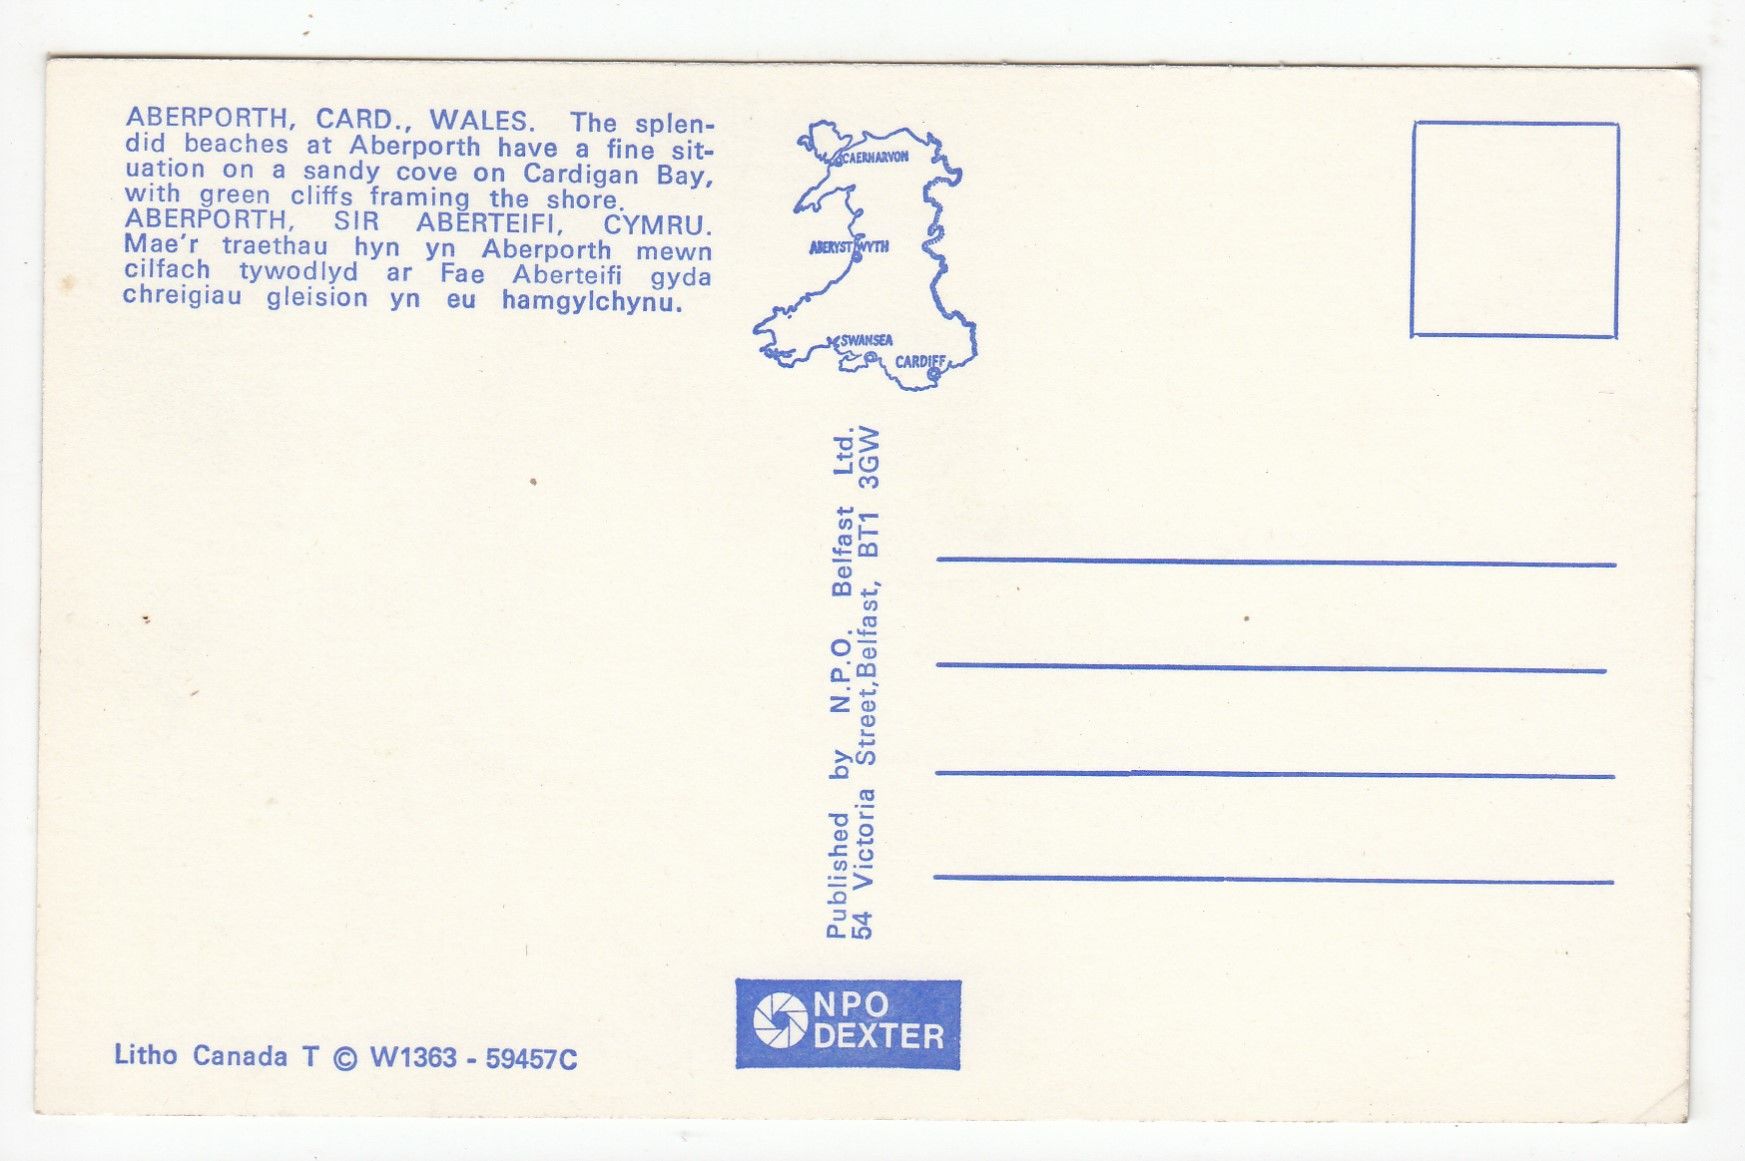 ABERPORTH, CARD., WALES. The splen-
did beaches at Aberporth have a fine sit-
uation on a sandy cove on Cardigan Bay,
with green cliffs framing the shore.
ABERPORTH, SIR ABERTEIFI, CYMRU.
Mae'r traethau hyn yn Aberporth mewn
cilfach tywodlyd ar Fae Aberteifi gyda
chreigiau gleision yn eu hamgylchynu.
CAERNARVON
ABERYSTWYTH
SWANSEA
CARDIFF
Published by N.P.O. Belfast Ltd.
54 Victoria Street,Belfast, BT1 3GW
NPO
DEXTER
Litho Canada T © W1363 - 59457C